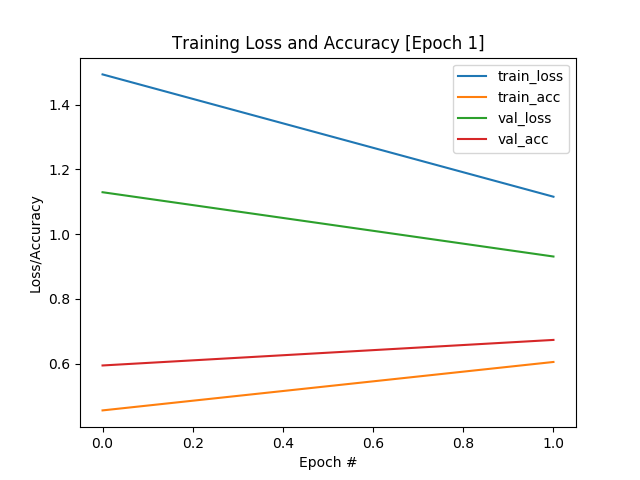 Training Loss and Accuracy [Epoch 1]
train_loss
train_acc
val_loss
val_acc
Loss/Accuracy
1.4
1.2
1.0
0.8
0.6
0.0 0.2 0.4 0.6 0.8 1.0
Epoch #